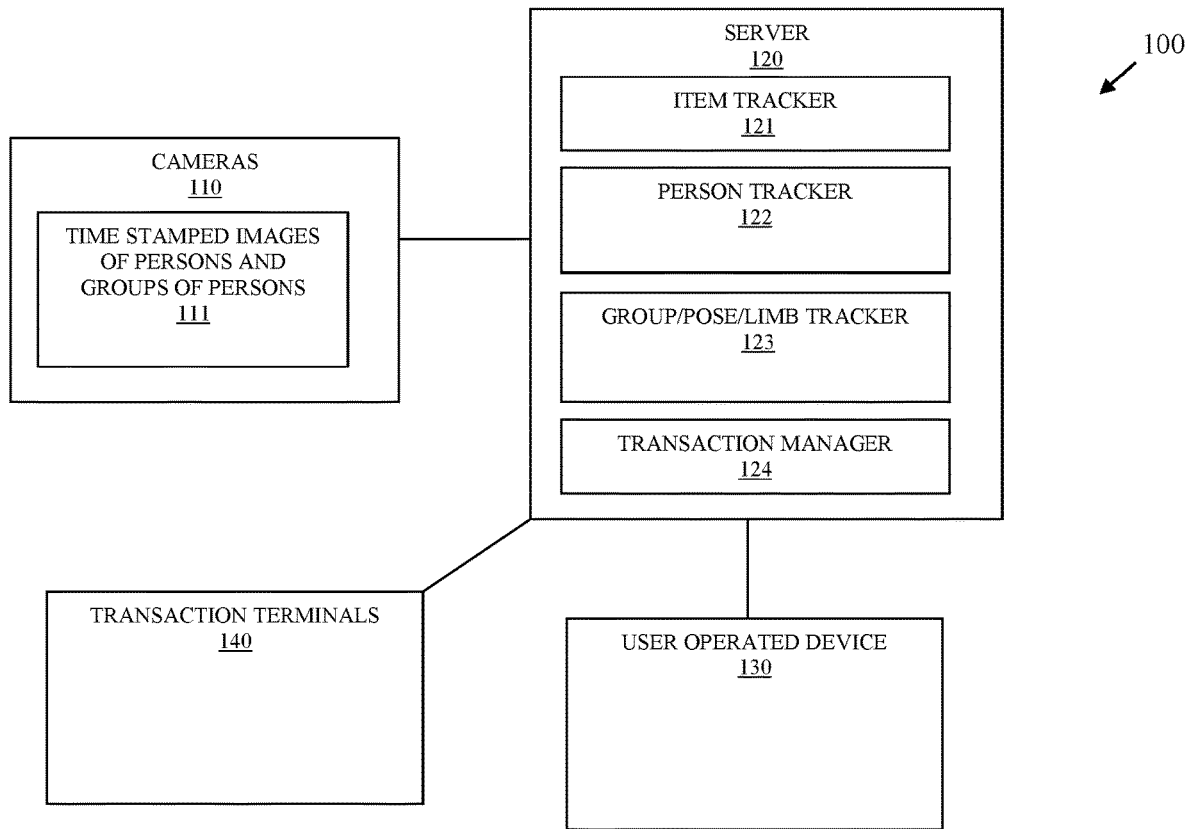 100
SERVER
120
ITEM TRACKER
121
PERSON TRACKER
122
GROUP/POSE/LIMB TRACKER
123
TRANSACTION MANAGER
124
CAMERAS
110
TIME STAMPED IMAGES
OF PERSONS AND
GROUPS OF PERSONS
111
TRANSACTION TERMINALS
140
USER OPERATED DEVICE
130